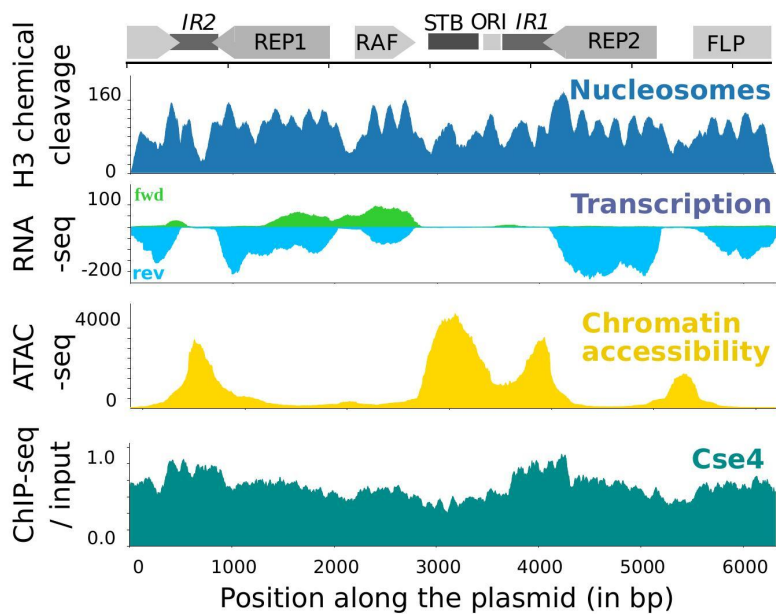 IR2 STB ORI IR1
REP1 RAF REP2 FLP
H3 chemical
cleavage
160
0
Nucleosomes
RNA
-seq
100
-200
fwd
rev
Transcription
ATAC
-seq
4000
0
Chromatin
accessibility
ChIP-seq
/ input
1.0
0.0
Cse4
0 1000 2000 3000 4000 5000 6000
Position along the plasmid (in bp)